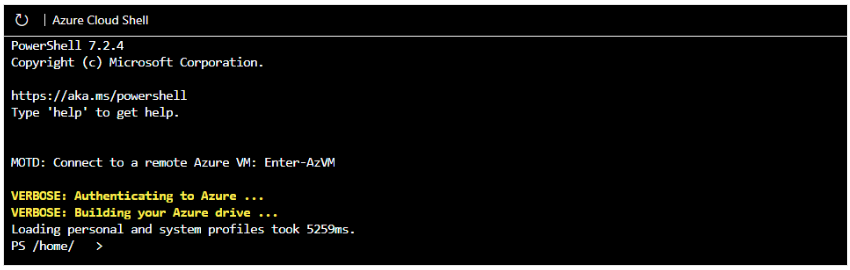 Azure Cloud Shell
PowerShell 7.2.4
Copyright (c) Microsoft Corporation.
https://aka.ms/powershell
Type 'help' to get help.
MOTD: Connect to a remote Azure VM: Enter-AzVM
VERBOSE: Authenticating to Azure ...
VERBOSE: Building your Azure drive ...
Loading personal and system profiles took 5259ms.
PS /home/   >